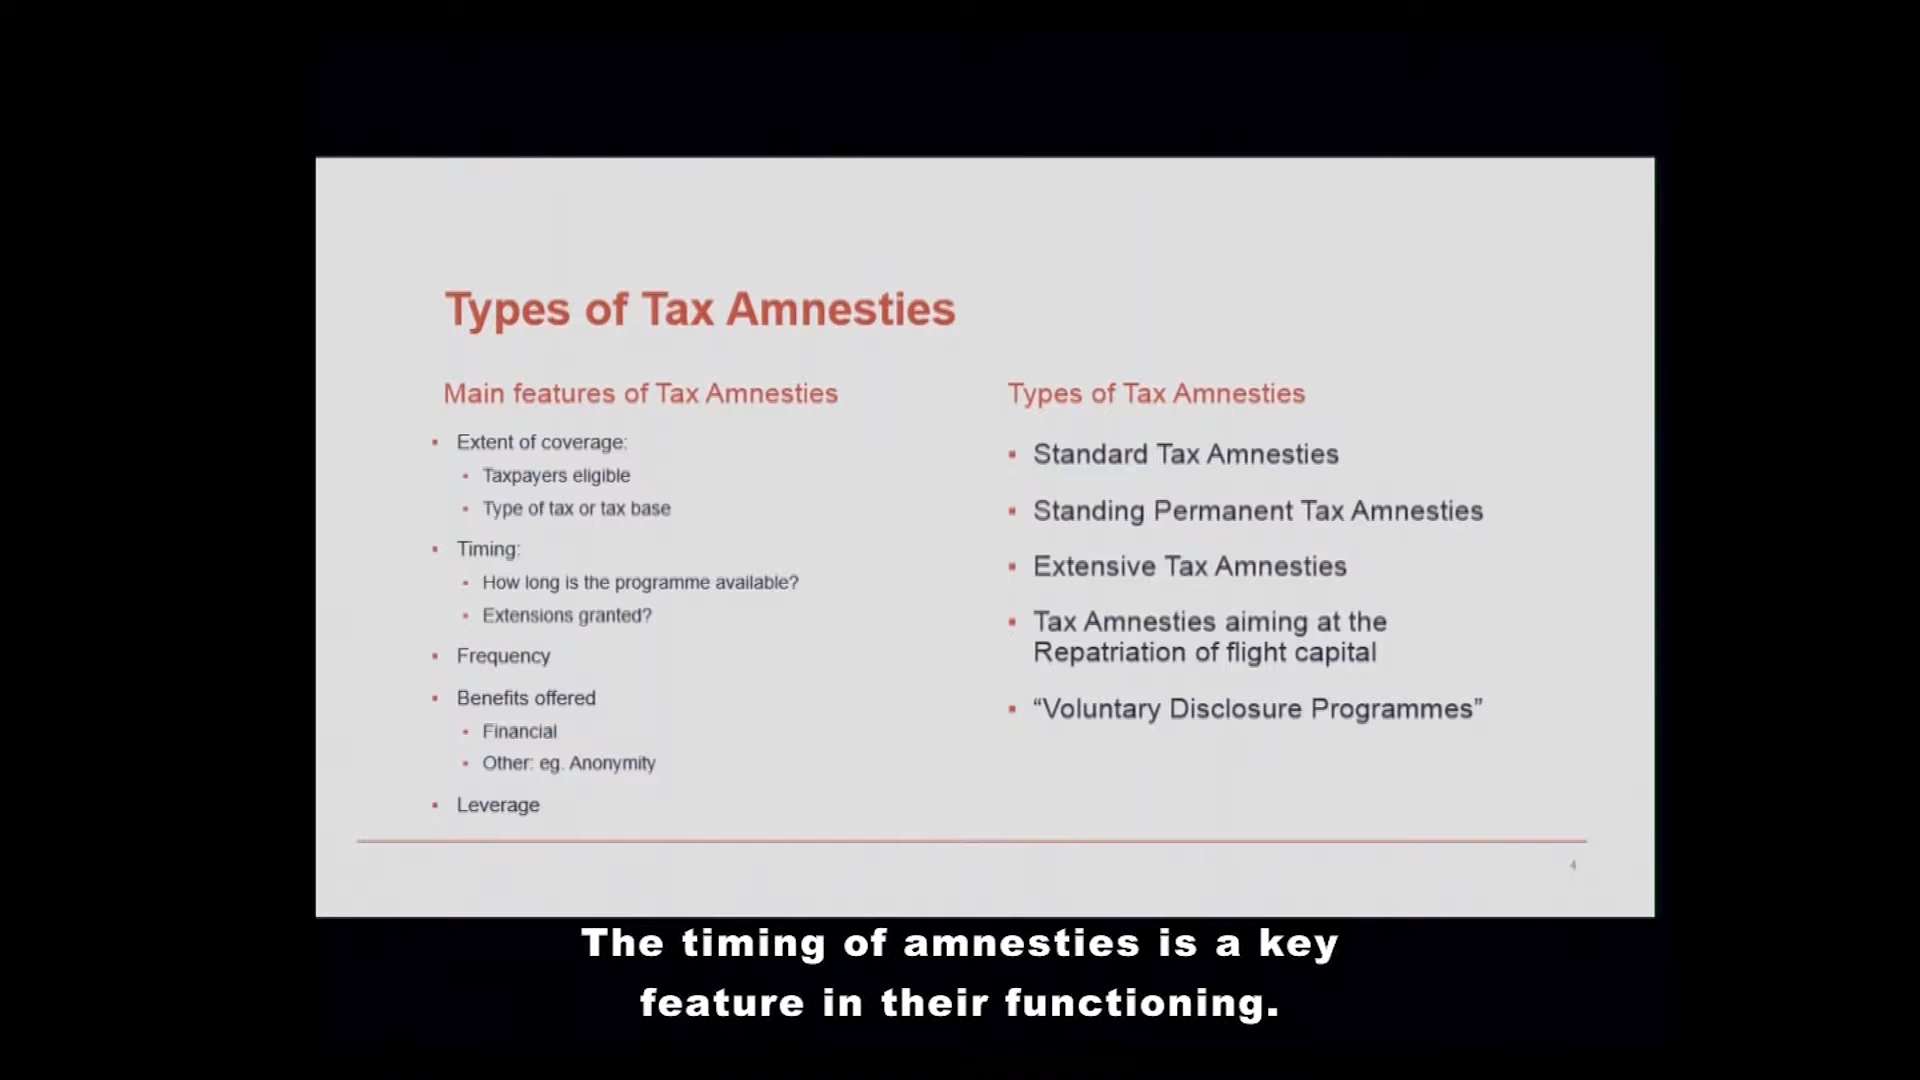 Types of Tax Amnesties
Main features of Tax Amnesties
Extent of coverage:
Taxpayers eligible
Type of tax or tax base
Timing:
How long is the programme available?
Extensions granted?
Frequency
Benefits offered
Financial
Other: eg. Anonymity
Leverage
Types of Tax Amnesties
Standard Tax Amnesties
Standing Permanent Tax Amnesties
Extensive Tax Amnesties
Tax Amnesties aiming at the
Repatriation of flight capital
“Voluntary Disclosure Programmes”
4
The timing of amnesties is a key
feature in their functioning.